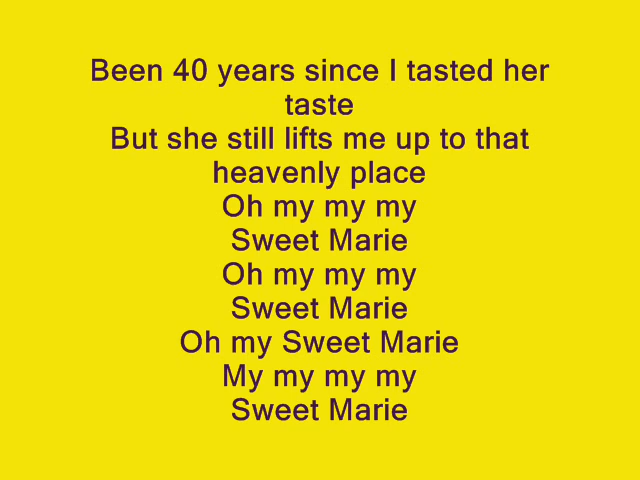 Been 40 years since I tasted her
taste
But she still lifts me up to that
heavenly place
Oh my my my
Sweet Marie
Oh my my my
Sweet Marie
Oh my Sweet Marie
My my my my
Sweet Marie